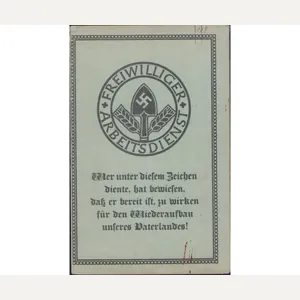 FREIWILLIGER
ARBEITSDIENST
Wer unter diesem Zeichen
diente, hat bewiesen,
daß er bereit ist, zu wirken
für den Wiederaufbau
unseres Vaterlandes!